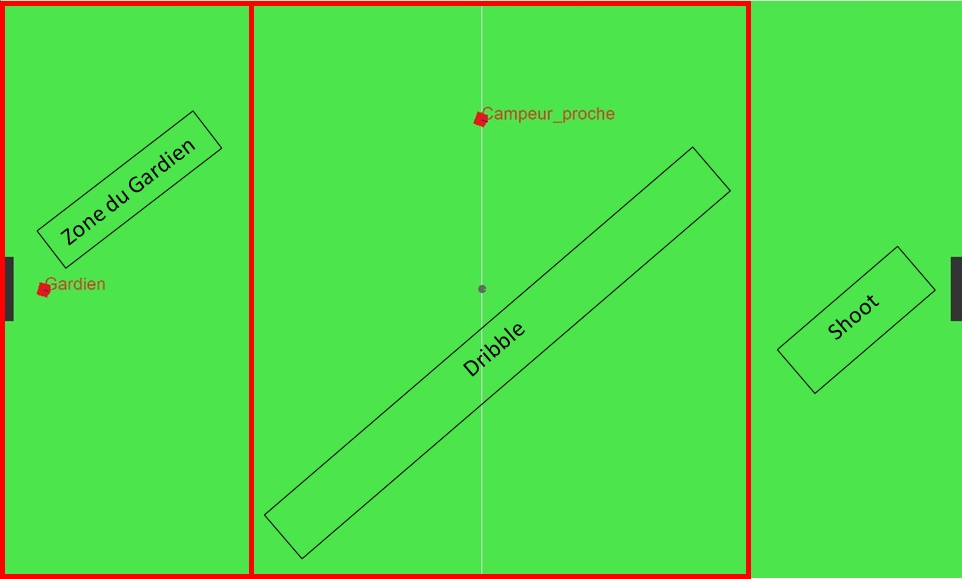 Campeur_proche
Zone du Gardien
Gardien
Shoot
Dribble